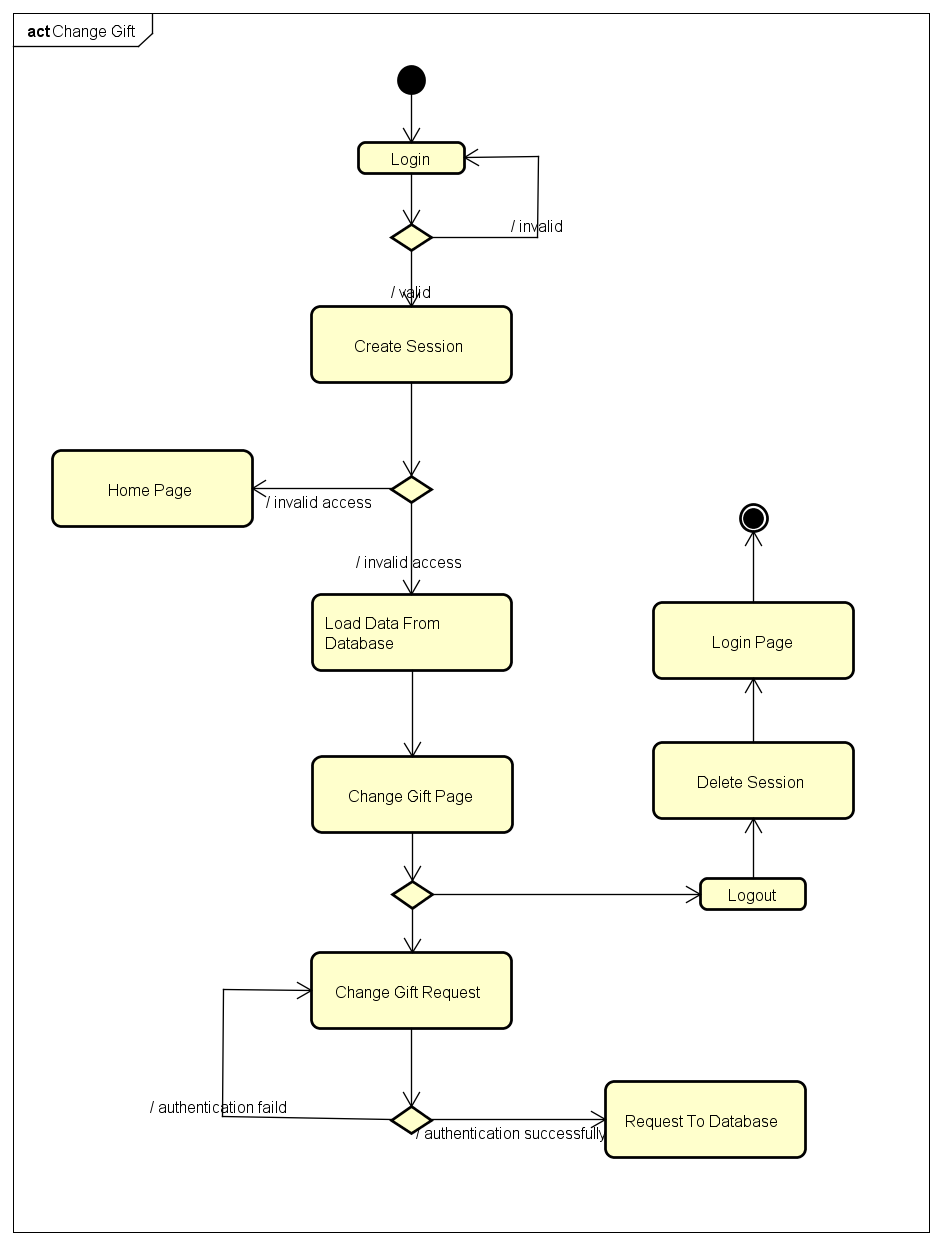 act Change Gift
Login
/ invalid
/ valid
Create Session
Home Page
/ invalid access
/ invalid access
Load Data From
Database
Login Page
Change Gift Page
Delete Session
Logout
Change Gift Request
/ authentication faild
/ authentication successfully
Request To Database